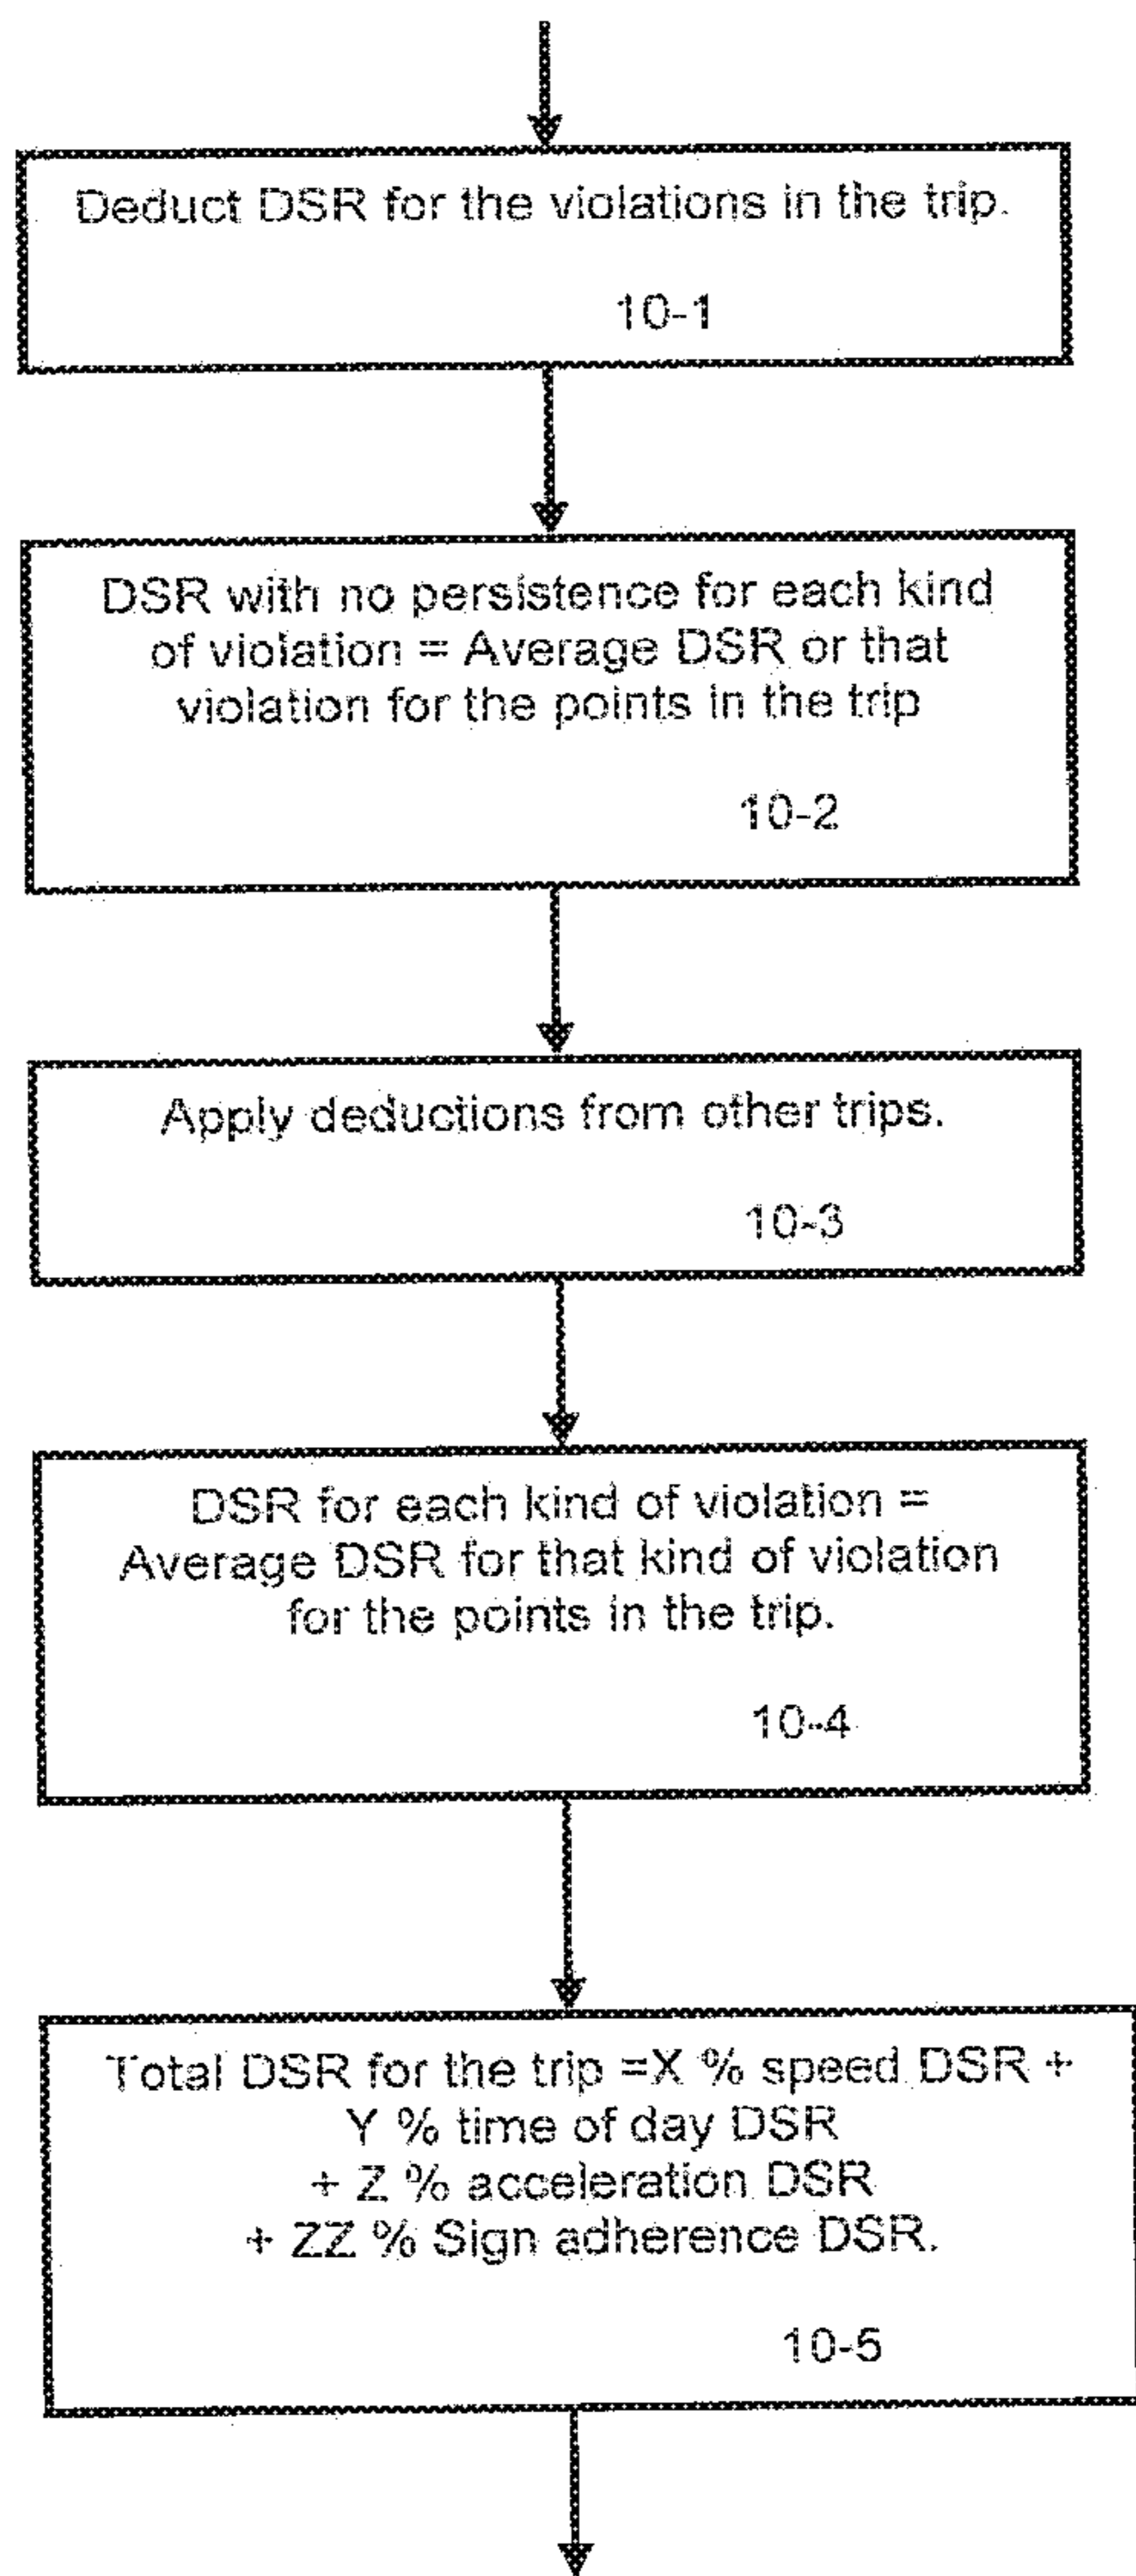 Deduct DSR for the violations in the trip.
10-1
DSR with no persistence for each kind
of violation = Average DSR or that
violation for the points in the trip
10-2
Apply deductions from other trips.
10-3
DSR for each kind of violation =
Average DSR for that kind of violation
for the points in the trip.
10-4
Total DSR for the trip =X % speed DSR +
Y % time of day DSR
+ Z % acceleration DSR
+ ZZ % Sign adherence DSR.
10-5